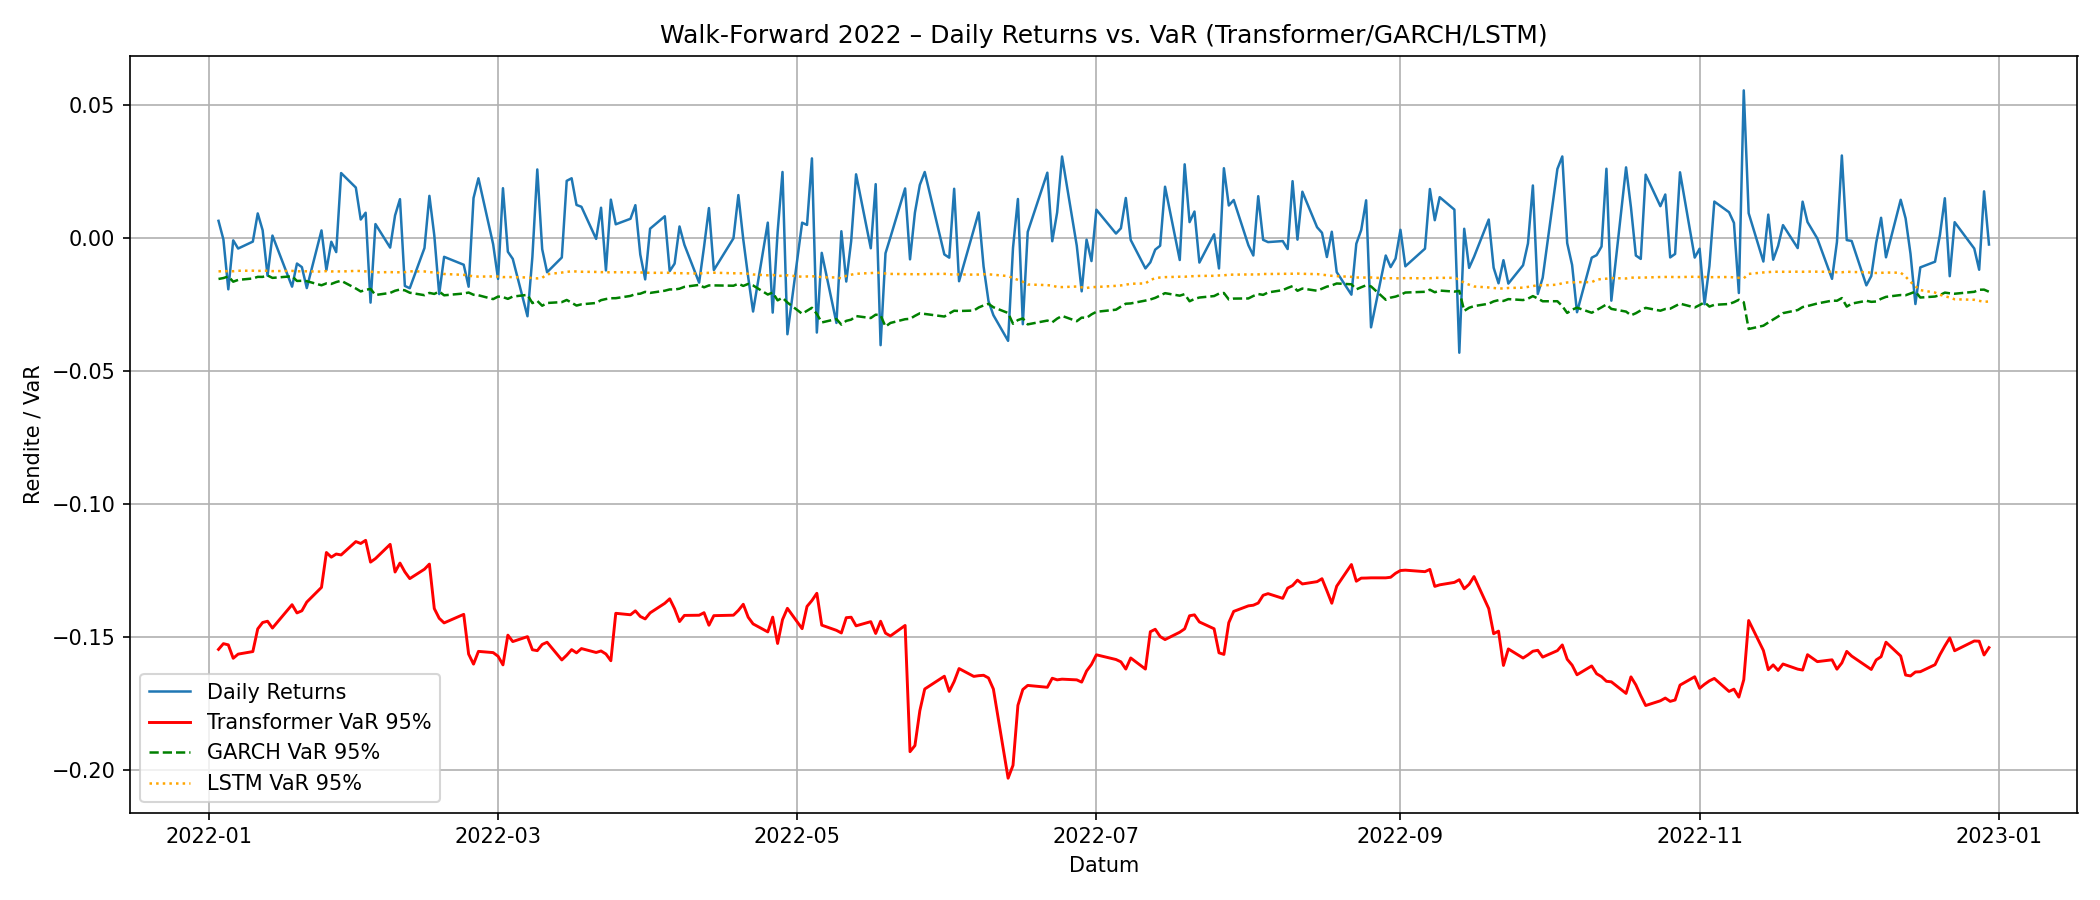 Walk-Forward 2022 – Daily Returns vs. VaR (Transformer/GARCH/LSTM)
Rendite / VaR
0.05
0.00
−0.05
−0.10
−0.15
−0.20
Daily Returns
Transformer VaR 95%
GARCH VaR 95%
LSTM VaR 95%
2022-01 2022-03 2022-05 2022-07 2022-09 2022-11 2023-01
Datum